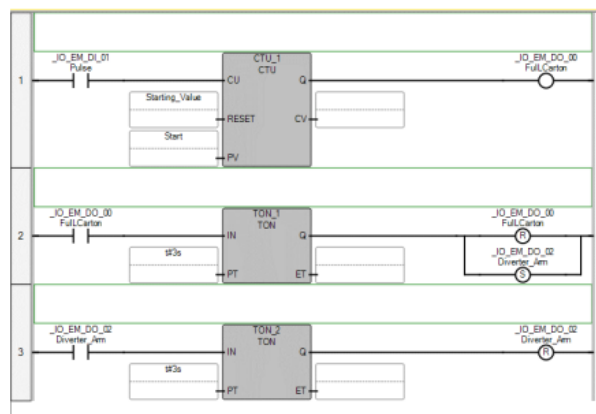 1
_IO_EM_DI_01
Pulse
CTU_1
CTU
CU
Q
_IO_EM_DO_00
FullCarton
Starting_Value
RESET
CV
Start
PV
2
_IO_EM_DO_00
FullCarton
TON_1
TON
IN
Q
_IO_EM_DO_00
FullCarton
R
_IO_EM_DO_02
Diverter_Arm
S
t#3s
PT
ET
3
_IO_EM_DO_02
Diverter_Arm
TON_2
TON
IN
Q
_IO_EM_DO_02
Diverter_Arm
R
t#3s
PT
ET